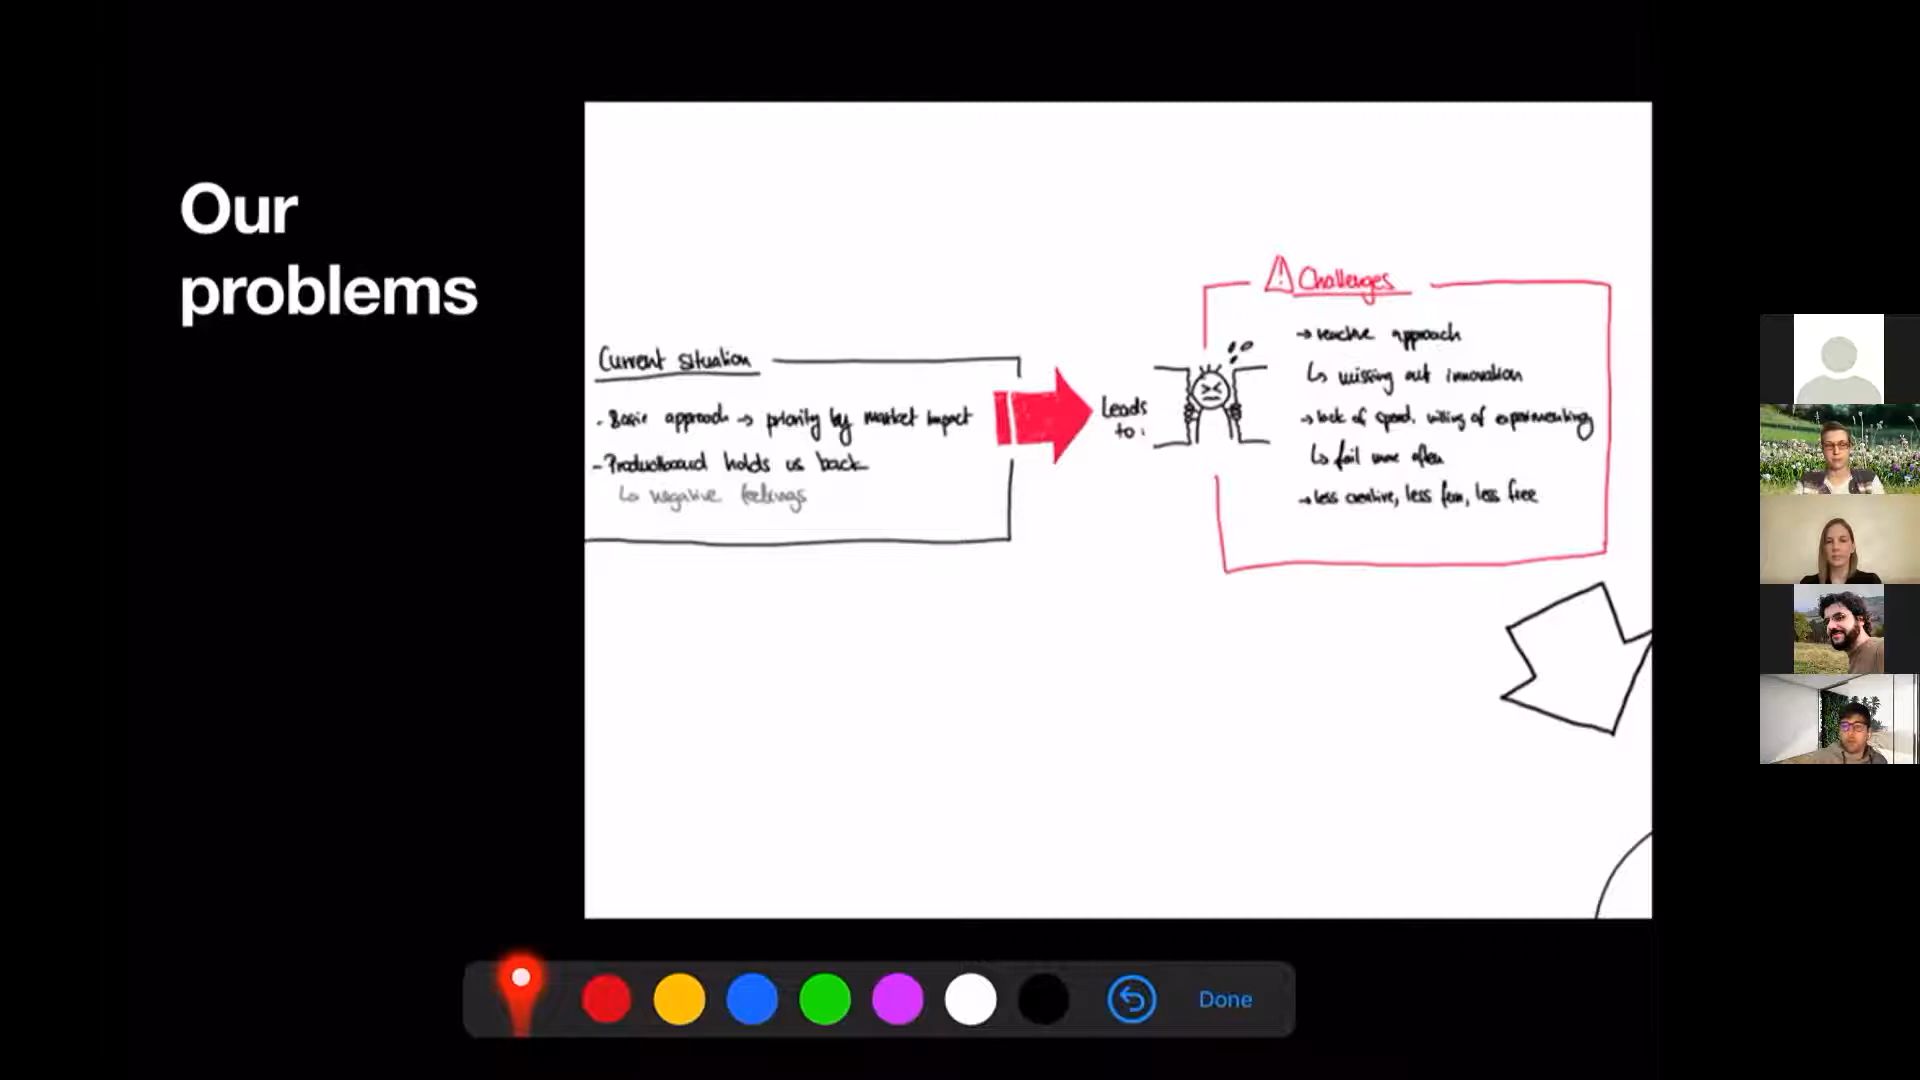 Our
problems
Current situation
- Basic approach → priority by market impact
- Productboard holds us back
↳ negative feelings
Leads
to:
! Challenges
→ reactive approach
↳ missing out innovation
→ lack of speed, willing of experimenting
↳ fail more often
→ less creative, less fun, less free
Done